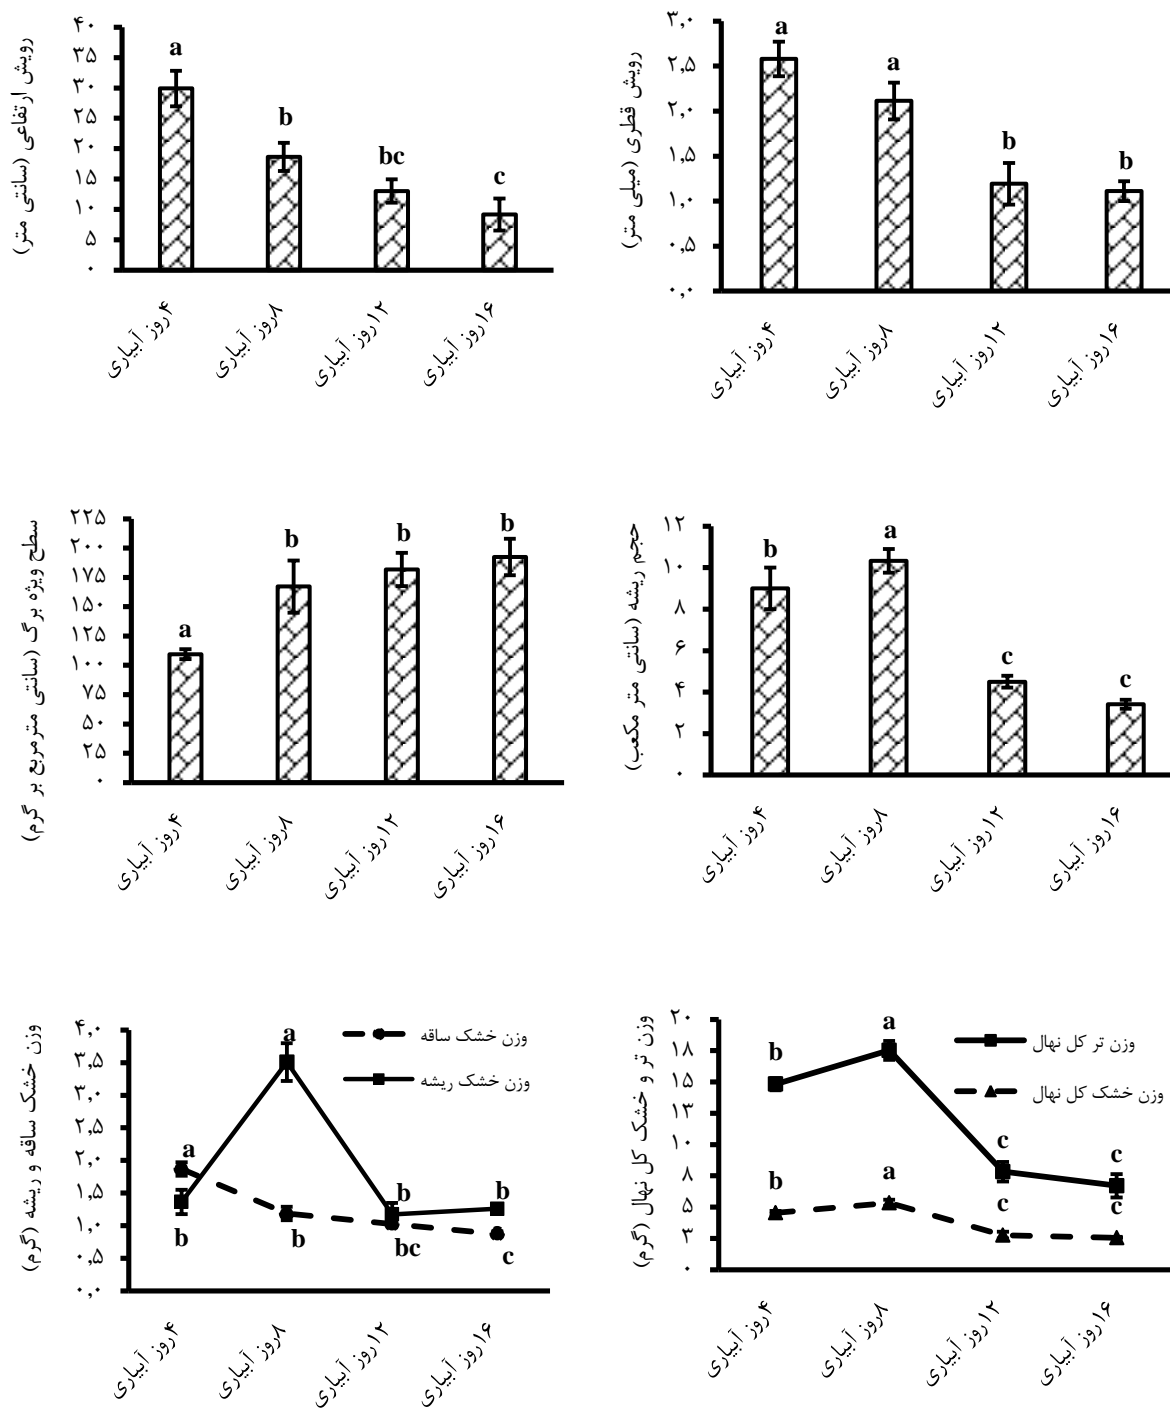 رویش ارتفاعی (سانتی متر)
۴۰
۳۵
۳۰
۲۵
۲۰
۱۵
۱۰
۵
۰
a
b
bc
c
۴روز آبیاری
۸روز آبیاری
۱۲روز آبیاری
۱۶روز آبیاری
رویش قطری (میلی متر)
۳,۰
۲,۵
۲,۰
۱,۵
۱,۰
۰,۵
۰,۰
a
a
b
b
۴روز آبیاری
۸روز آبیاری
۱۲روز آبیاری
۱۶روز آبیاری
سطح ویژه برگ (سانتی مترمربع بر گرم)
۲۲۵
۲۰۰
۱۷۵
۱۵۰
۱۲۵
۱۰۰
۷۵
۵۰
۲۵
۰
a
b
b
b
۴روز آبیاری
۸روز آبیاری
۱۲روز آبیاری
۱۶روز آبیاری
حجم ریشه (سانتی متر مکعب)
۱۲
۱۰
۸
۶
۴
۲
۰
b
a
c
c
۴روز آبیاری
۸روز آبیاری
۱۲روز آبیاری
۱۶روز آبیاری
وزن خشک ساقه و ریشه (گرم)
۴,۰
۳,۵
۳,۰
۲,۵
۲,۰
۱,۵
۱,۰
۰,۵
۰,۰
وزن خشک ساقه
وزن خشک ریشه
a
a
b
b
b
b
bc
c
۴روز آبیاری
۸روز آبیاری
۱۲روز آبیاری
۱۶روز آبیاری
وزن تر و خشک کل نهال (گرم)
۲۰
۱۸
۱۵
۱۳
۱۰
۸
۵
۳
۰
وزن تر کل نهال
وزن خشک کل نهال
b
a
c
c
b
a
c
c
۴روز آبیاری
۸روز آبیاری
۱۲روز آبیاری
۱۶روز آبیاری